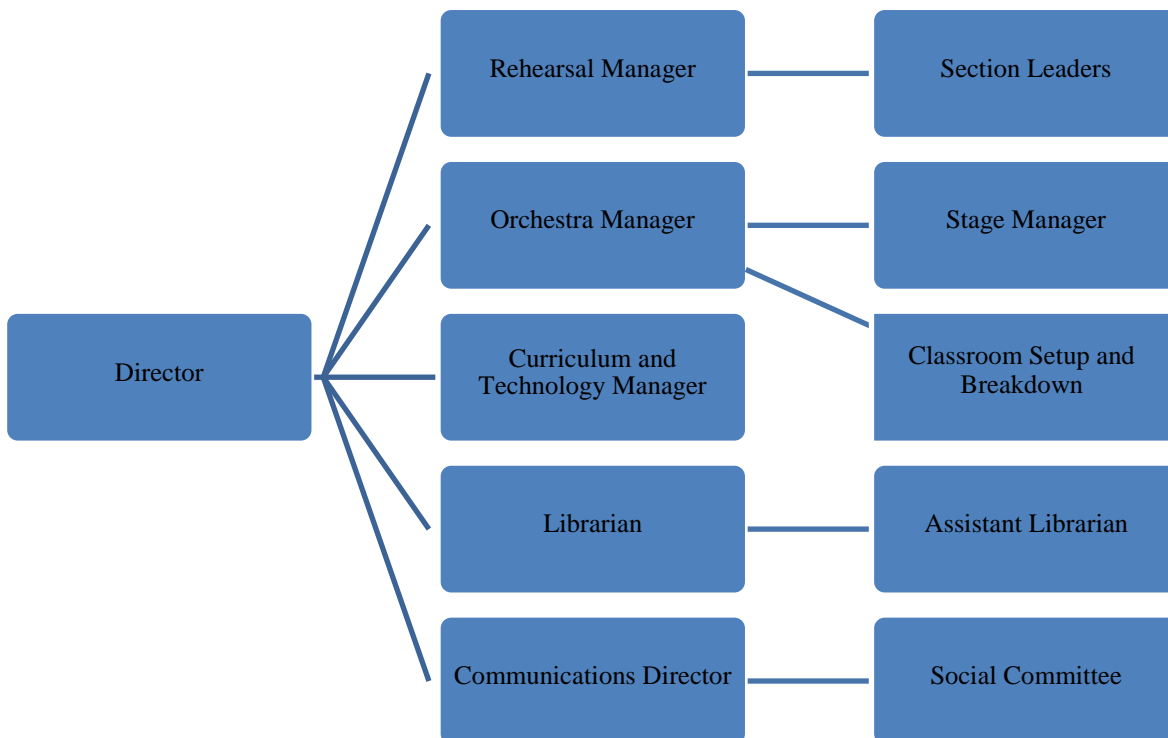 Rehearsal Manager
Section Leaders
Orchestra Manager
Stage Manager
Director
Curriculum and
Technology Manager
Classroom Setup and
Breakdown
Librarian
Assistant Librarian
Communications Director
Social Committee